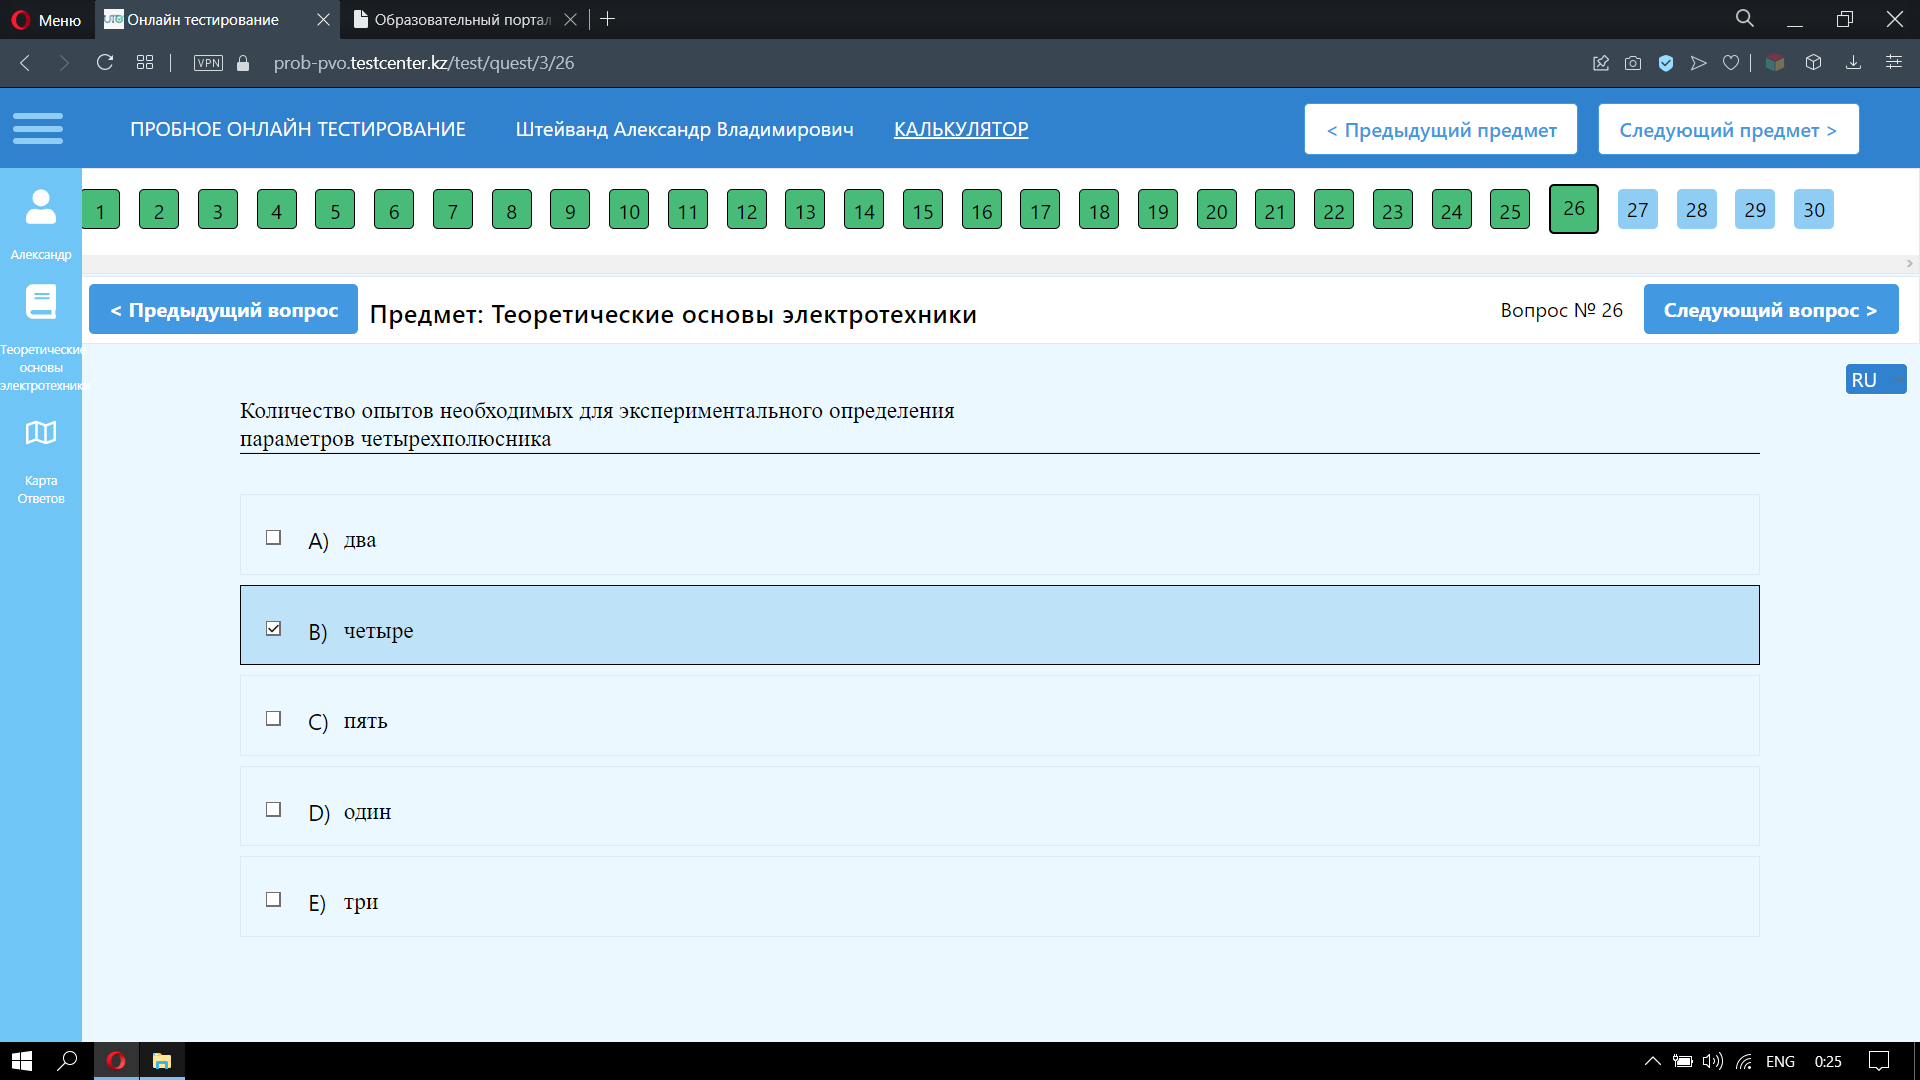 Меню
Онлайн тестирование
Образовательный портал
VPN
prob-pvo.testcenter.kz/test/quest/3/26
ПРОБНОЕ ОНЛАЙН ТЕСТИРОВАНИЕ
Штейванд Александр Владимирович
КАЛЬКУЛЯТОР
< Предыдущий предмет
Следующий предмет >
1 2 3 4 5 6 7 8 9 10 11 12 13 14 15 16 17 18 19 20 21 22 23 24 25 26 27 28 29 30
Александр
Теоретические
основы
электротехники
Карта
Ответов
< Предыдущий вопрос
Предмет: Теоретические основы электротехники
Вопрос № 26
Следующий вопрос >
RU
Количество опытов необходимых для экспериментального определения
параметров четырехполюсника
A) два
B) четыре
C) пять
D) один
E) три
ENG
0:25